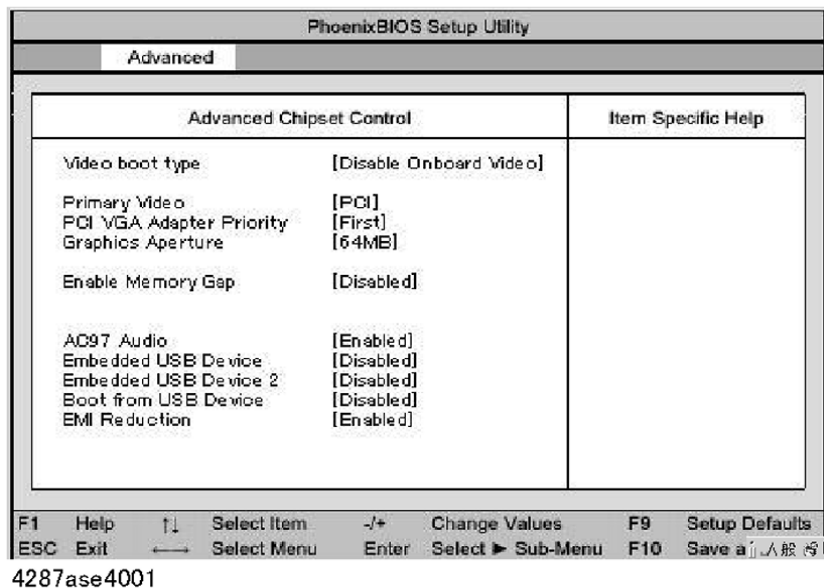 PhoenixBIOS Setup Utility
Advanced
Advanced Chipset Control
Item Specific Help
Video boot type [Disable Onboard Video]
Primary Video [PCI]
PCI VGA Adapter Priority [First]
Graphics Aperture [64MB]
Enable Memory Gap [Disabled]
AC97 Audio [Enabled]
Embedded USB Device [Disabled]
Embedded USB Device 2 [Disabled]
Boot from USB Device [Disabled]
EMI Reduction [Enabled]
F1 Help ↑↓ Select Item -/+ Change Values F9 Setup Defaults
ESC Exit ←→ Select Menu Enter Select ► Sub-Menu F10 Save a
般
4287ase4001